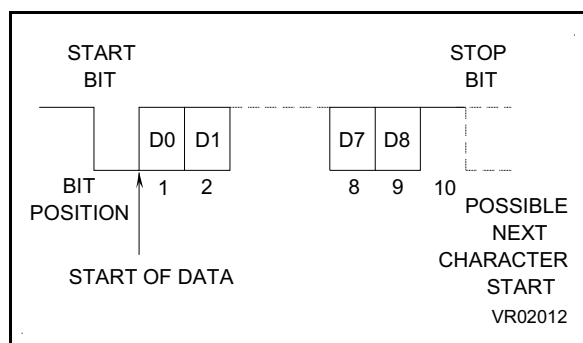 START
BIT
STOP
BIT
D0 D1 D7 D8
BIT
POSITION
1 2 8 9 10
POSSIBLE
NEXT
CHARACTER
START
START OF DATA
VR02012